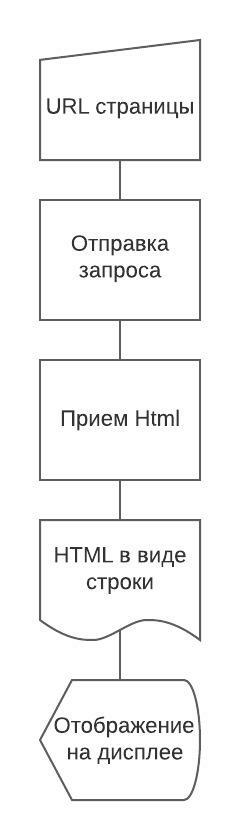 URL страницы
Отправка
запроса
Прием Html
HTML в виде
строки
Отображение
на дисплее